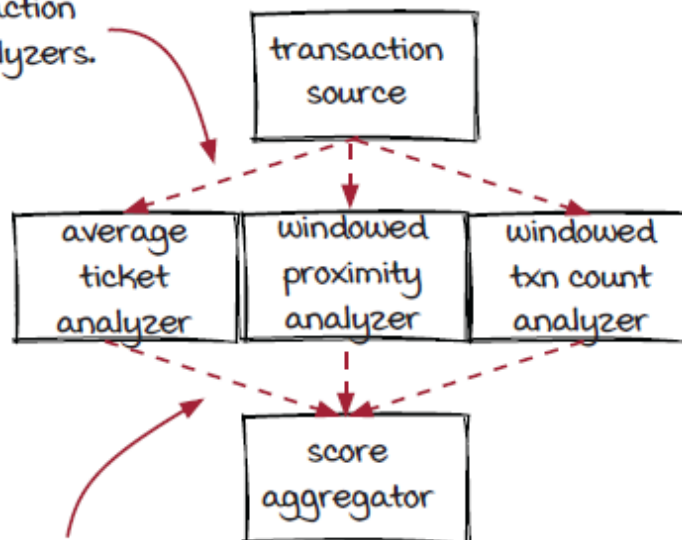 transaction
source
average
ticket
analyzer
windowed
proximity
analyzer
windowed
txn count
analyzer
score
aggregator